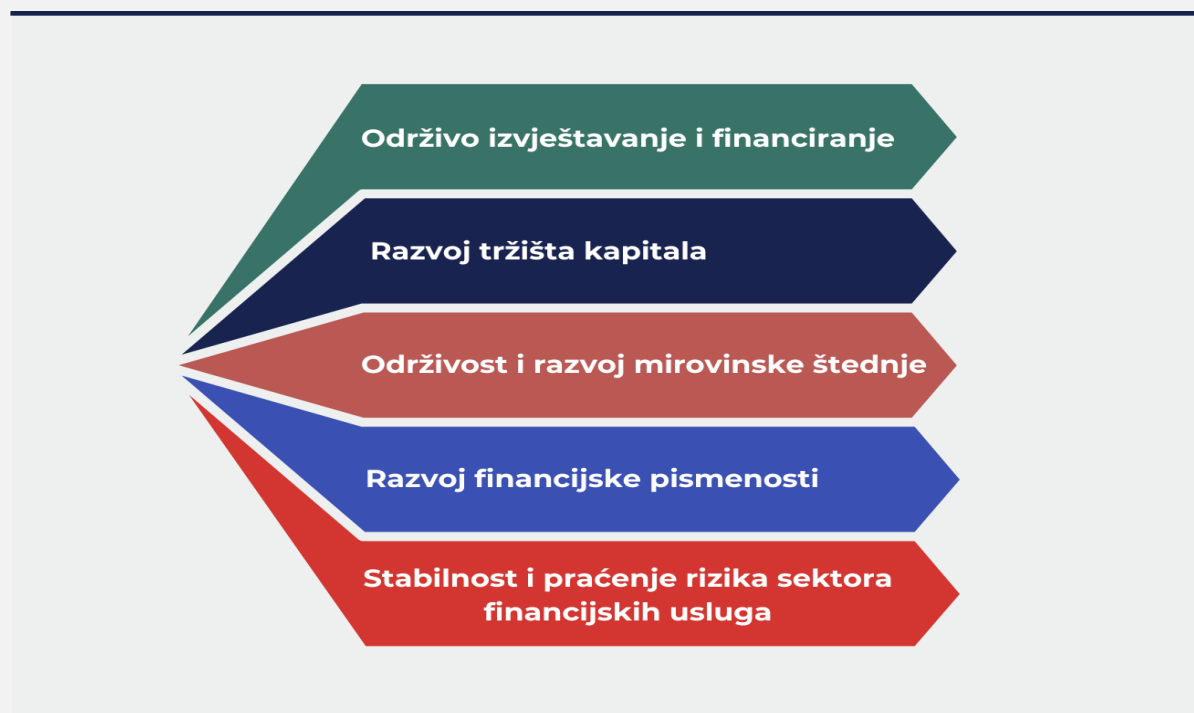 Održivo izvještavanje i financiranje
Razvoj tržišta kapitala
Održivost i razvoj mirovinske štednje
Razvoj financijske pismenosti
Stabilnost i praćenje rizika sektora
financijskih usluga